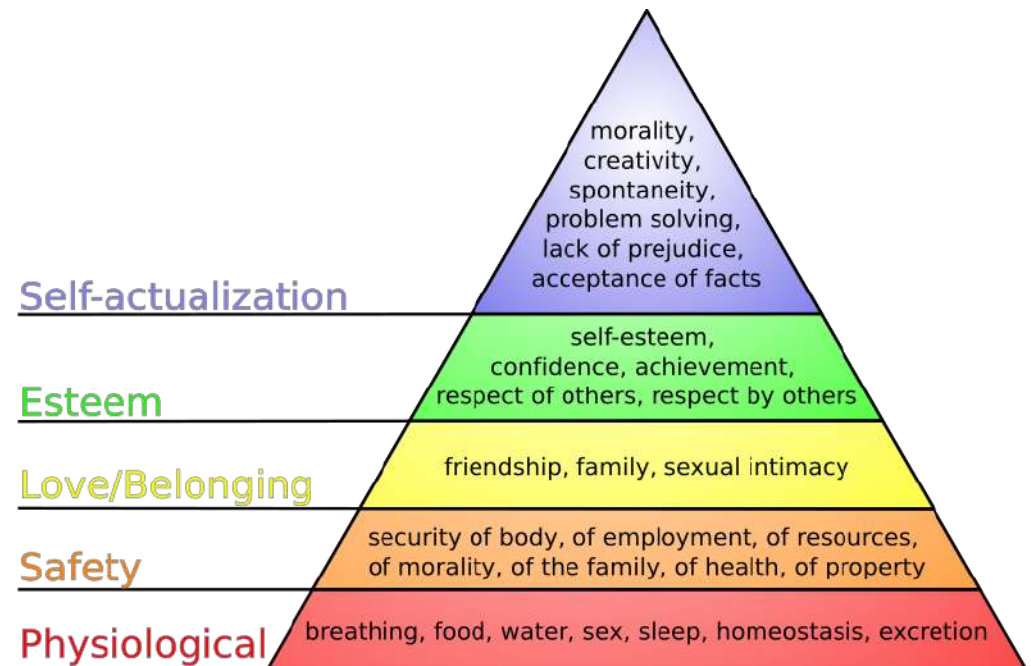 morality,
creativity,
spontaneity,
problem solving,
lack of prejudice,
acceptance of facts
Self-actualization
self-esteem,
confidence, achievement,
respect of others, respect by others
Esteem
friendship, family, sexual intimacy
Love/Belonging
security of body, of employment, of resources,
of morality, of the family, of health, of property
Safety
breathing, food, water, sex, sleep, homeostasis, excretion
Physiological